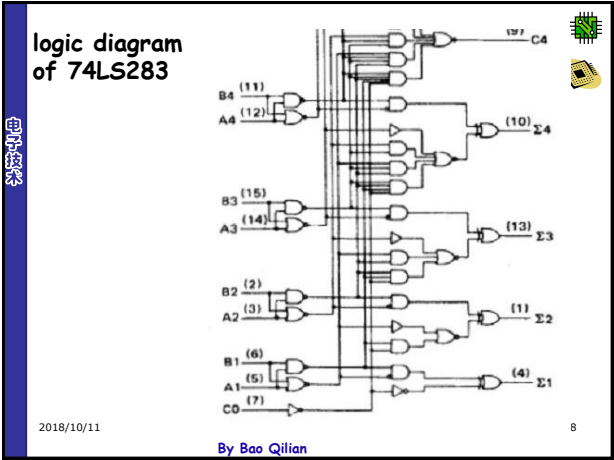 logic diagram
of 74LS283
电子技术
(9)
C4
B4 (11)
A4 (12)
(10)
Σ4
B3 (15)
A3 (14)
(13)
Σ3
B2 (2)
A2 (3)
(1)
Σ2
B1 (6)
A1 (5)
(4)
Σ1
C0 (7)
2018/10/11
8
By Bao Qilian